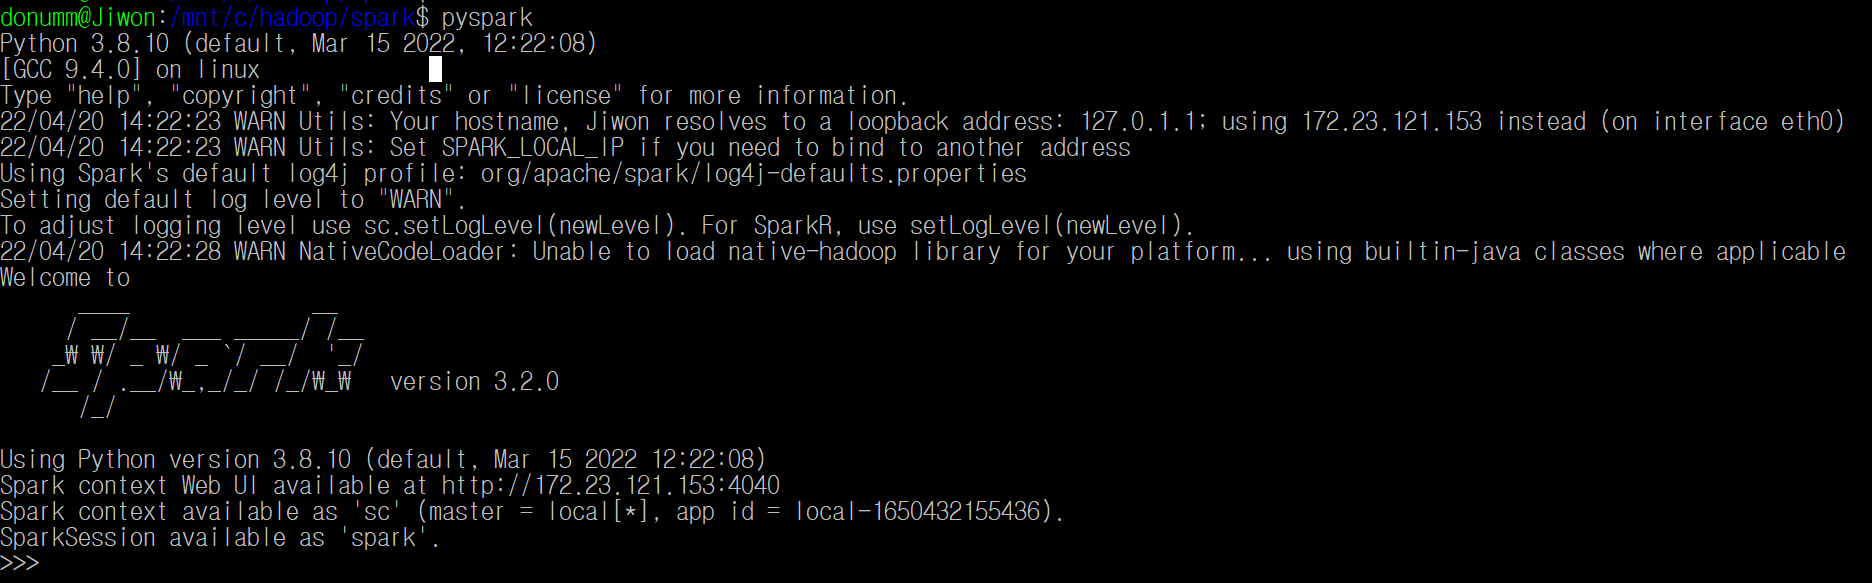 donumm@Jiwon:/mnt/c/hadoop/spark$ pyspark
Python 3.8.10 (default, Mar 15 2022, 12:22:08)
[GCC 9.4.0] on linux
Type "help", "copyright", "credits" or "license" for more information.
22/04/20 14:22:23 WARN Utils: Your hostname, Jiwon resolves to a loopback address: 127.0.1.1; using 172.23.121.153 instead (on interface eth0)
22/04/20 14:22:23 WARN Utils: Set SPARK_LOCAL_IP if you need to bind to another address
Using Spark's default log4j profile: org/apache/spark/log4j-defaults.properties
Setting default log level to "WARN".
To adjust logging level use sc.setLogLevel(newLevel). For SparkR, use setLogLevel(newLevel).
22/04/20 14:22:28 WARN NativeCodeLoader: Unable to load native-hadoop library for your platform... using builtin-java classes where applicable
Welcome to
      ____              __
     / __/__  ___ _____/ /__
    _₩ ₩/ _ ₩/ _ `/ __/  '_/
   /__ / .__/₩_,_/_/ /_/₩_₩   version 3.2.0
      /_/
Using Python version 3.8.10 (default, Mar 15 2022 12:22:08)
Spark context Web UI available at http://172.23.121.153:4040
Spark context available as 'sc' (master = local[*], app id = local-1650432155436).
SparkSession available as 'spark'.
>>>